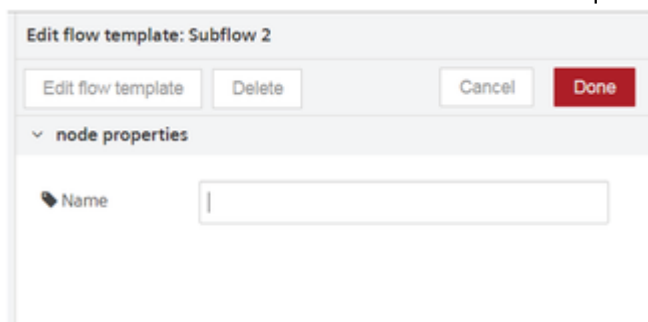 Edit flow template: Subflow 2
Edit flow template Delete Cancel Done
node properties
Name